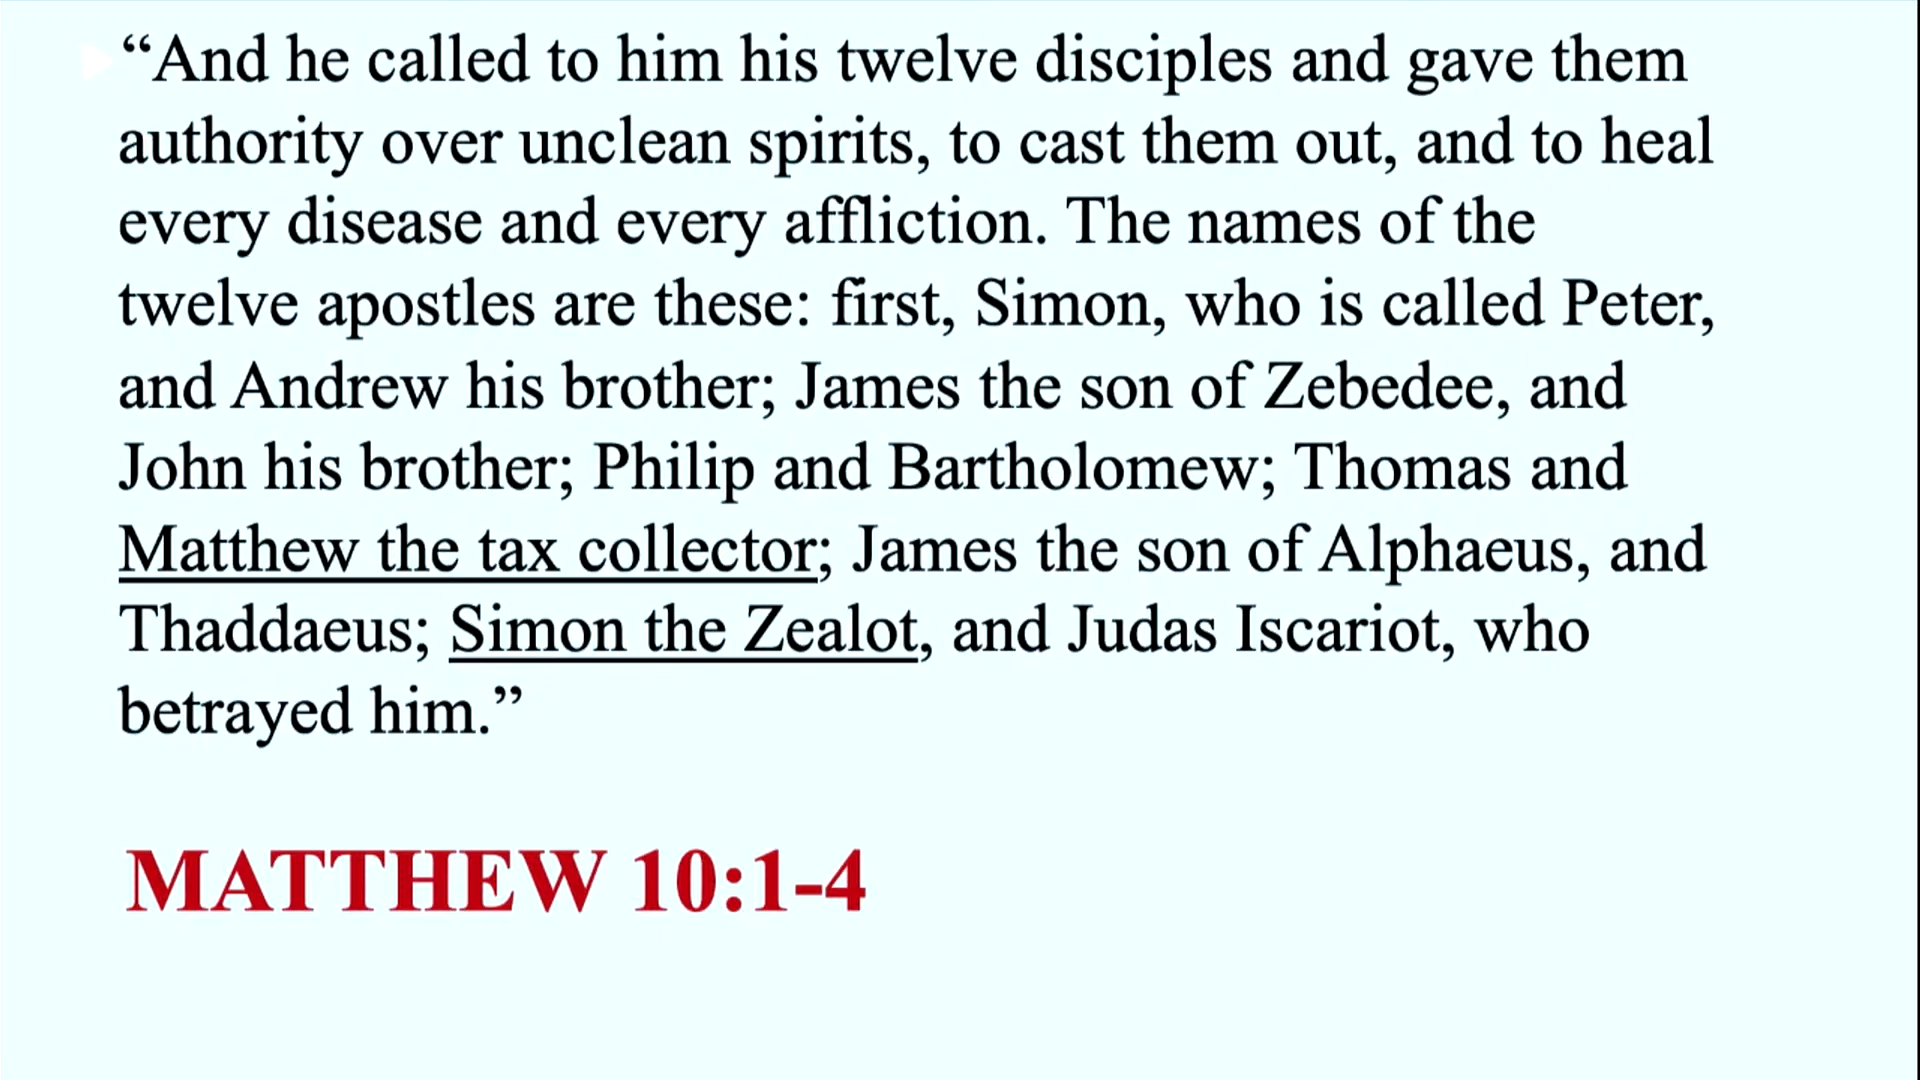 “And he called to him his twelve disciples and gave them
authority over unclean spirits, to cast them out, and to heal
every disease and every affliction. The names of the
twelve apostles are these: first, Simon, who is called Peter,
and Andrew his brother; James the son of Zebedee, and
John his brother; Philip and Bartholomew; Thomas and
Matthew the tax collector; James the son of Alphaeus, and
Thaddaeus; Simon the Zealot, and Judas Iscariot, who
betrayed him.”
MATTHEW 10:1-4